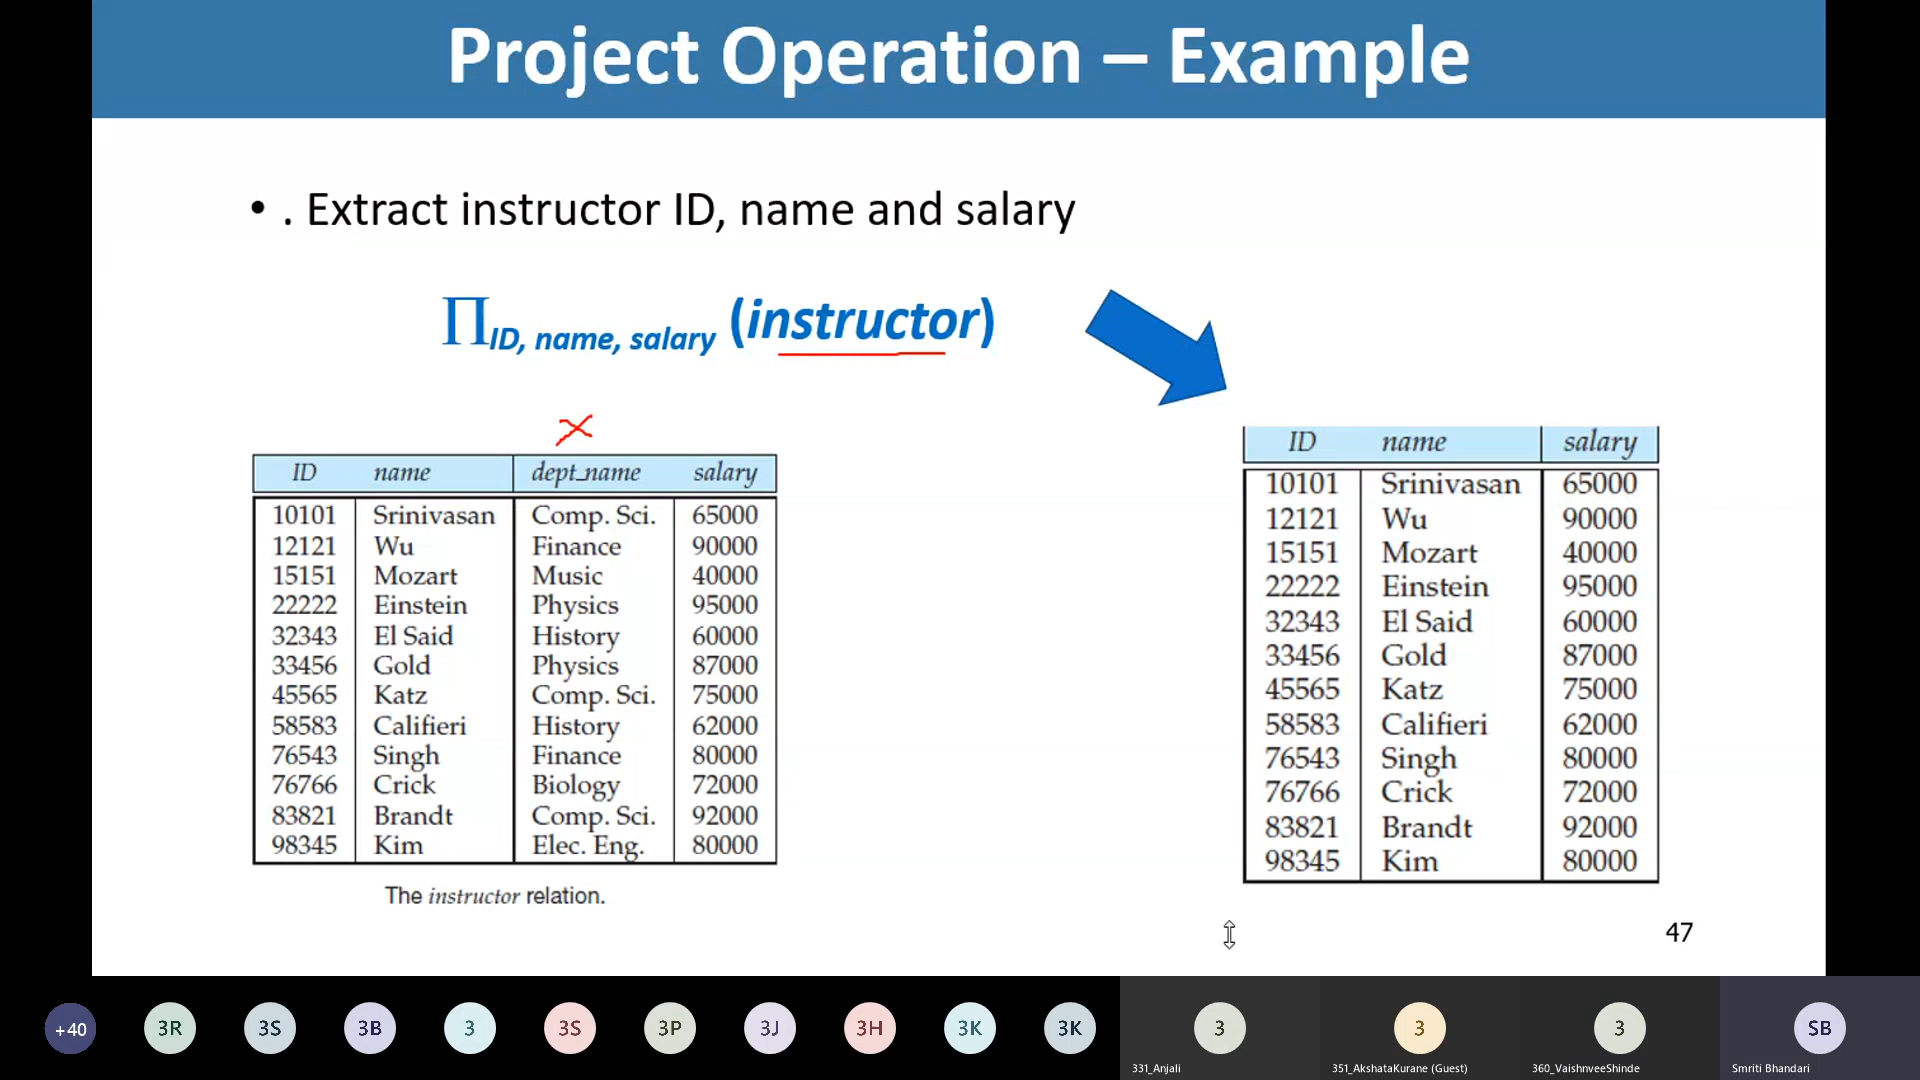 Project Operation – Example
• . Extract instructor ID, name and salary
Π ID, name, salary (instructor)
ID name dept_name salary
10101 Srinivasan Comp. Sci. 65000
12121 Wu Finance 90000
15151 Mozart Music 40000
22222 Einstein Physics 95000
32343 El Said History 60000
33456 Gold Physics 87000
45565 Katz Comp. Sci. 75000
58583 Califieri History 62000
76543 Singh Finance 80000
76766 Crick Biology 72000
83821 Brandt Comp. Sci. 92000
98345 Kim Elec. Eng. 80000
The instructor relation.
ID name salary
10101 Srinivasan 65000
12121 Wu 90000
15151 Mozart 40000
22222 Einstein 95000
32343 El Said 60000
33456 Gold 87000
45565 Katz 75000
58583 Califieri 62000
76543 Singh 80000
76766 Crick 72000
83821 Brandt 92000
98345 Kim 80000
47
+40 3R 3S 3B 3 3S 3P 3J 3H 3K 3K 3 3 3 SB
331_Anjali 351_AkshataKurane (Guest) 360_VaishnveeShinde Smriti Bhandari